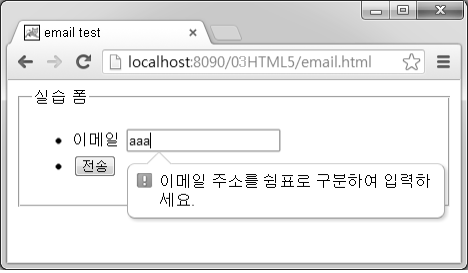 email test
localhost:8090/03HTML5/email.html
실습 폼
이메일 aaa
전송
이메일 주소를 쉼표로 구분하여 입력하
세요.